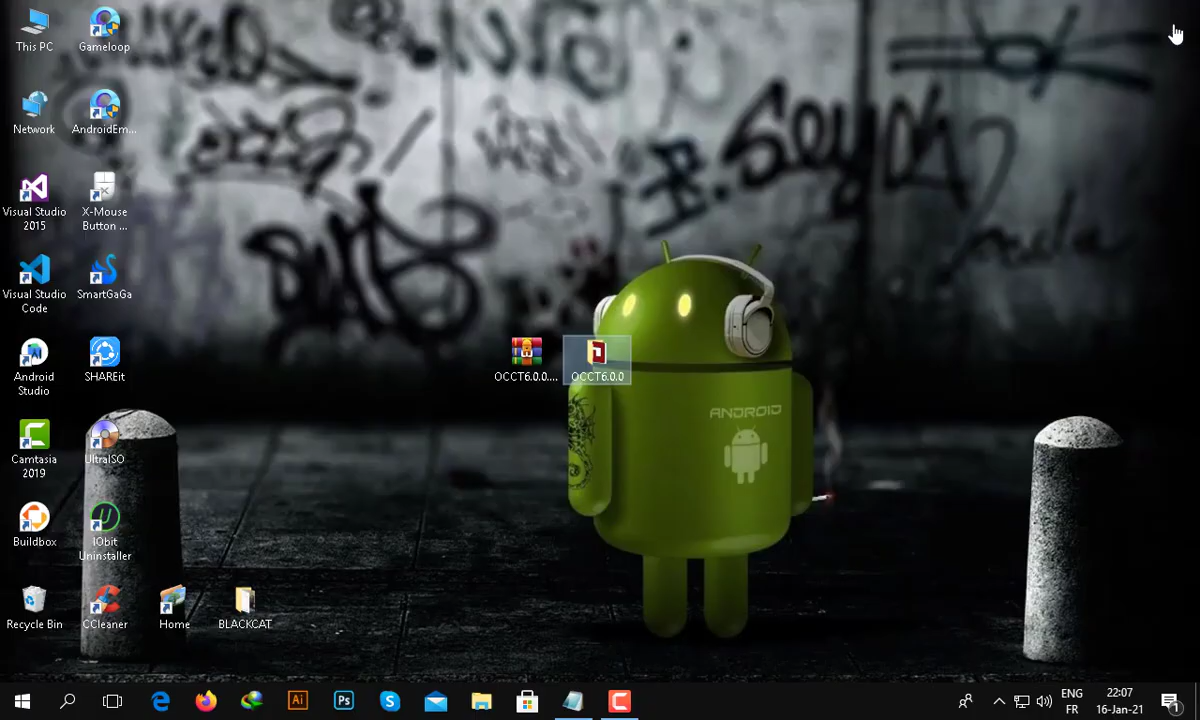 This PC
Gameloop
Network
AndroidEm...
Visual Studio
2015
X-Mouse
Button ...
Visual Studio
Code
SmartGaGa
Android
Studio
SHAREit
OCCT6.0.0....
OCCT6.0.0
ANDROID
Camtasia
2019
UltraISO
Buildbox
IObit
Uninstaller
Recycle Bin
CCleaner
Home
BLACKCAT
Ai
Ps
S
ENG
FR
22:07
16-Jan-21
1